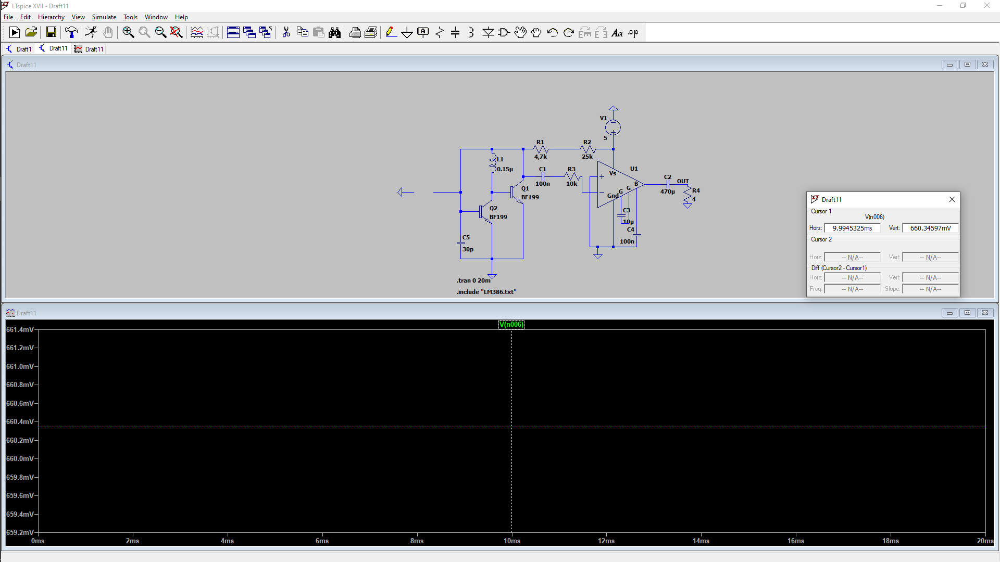 LTspice XVII - Draft11
File Edit Hierarchy View Simulate Tools Window Help
Draft1 Draft11 Draft11
Draft11
V1
5
R1
4,7k
R2
25k
L1
0.15µ
C1
100n
R3
10k
U1
Vs
Gnd
G
G
B
C2
470µ
OUT
R4
4
Q1
BF199
Q2
BF199
C3
10µ
C4
100n
C5
30p
.tran 0 20m
.include "LM386.txt"
Draft11
Cursor 1
V(n006)
Horz: 9.9945325ms Vert: 660.34597mV
Cursor 2
Horz: -- N/A-- Vert: -- N/A--
Diff (Cursor2 - Cursor1)
Horz: -- N/A-- Vert: -- N/A--
Freq: -- N/A-- Slope: -- N/A--
Draft11
V(n006)
661.4mV
661.2mV
661.0mV
660.8mV
660.6mV
660.4mV
660.2mV
660.0mV
659.8mV
659.6mV
659.4mV
659.2mV
0ms 2ms 4ms 6ms 8ms 10ms 12ms 14ms 16ms 18ms 20ms